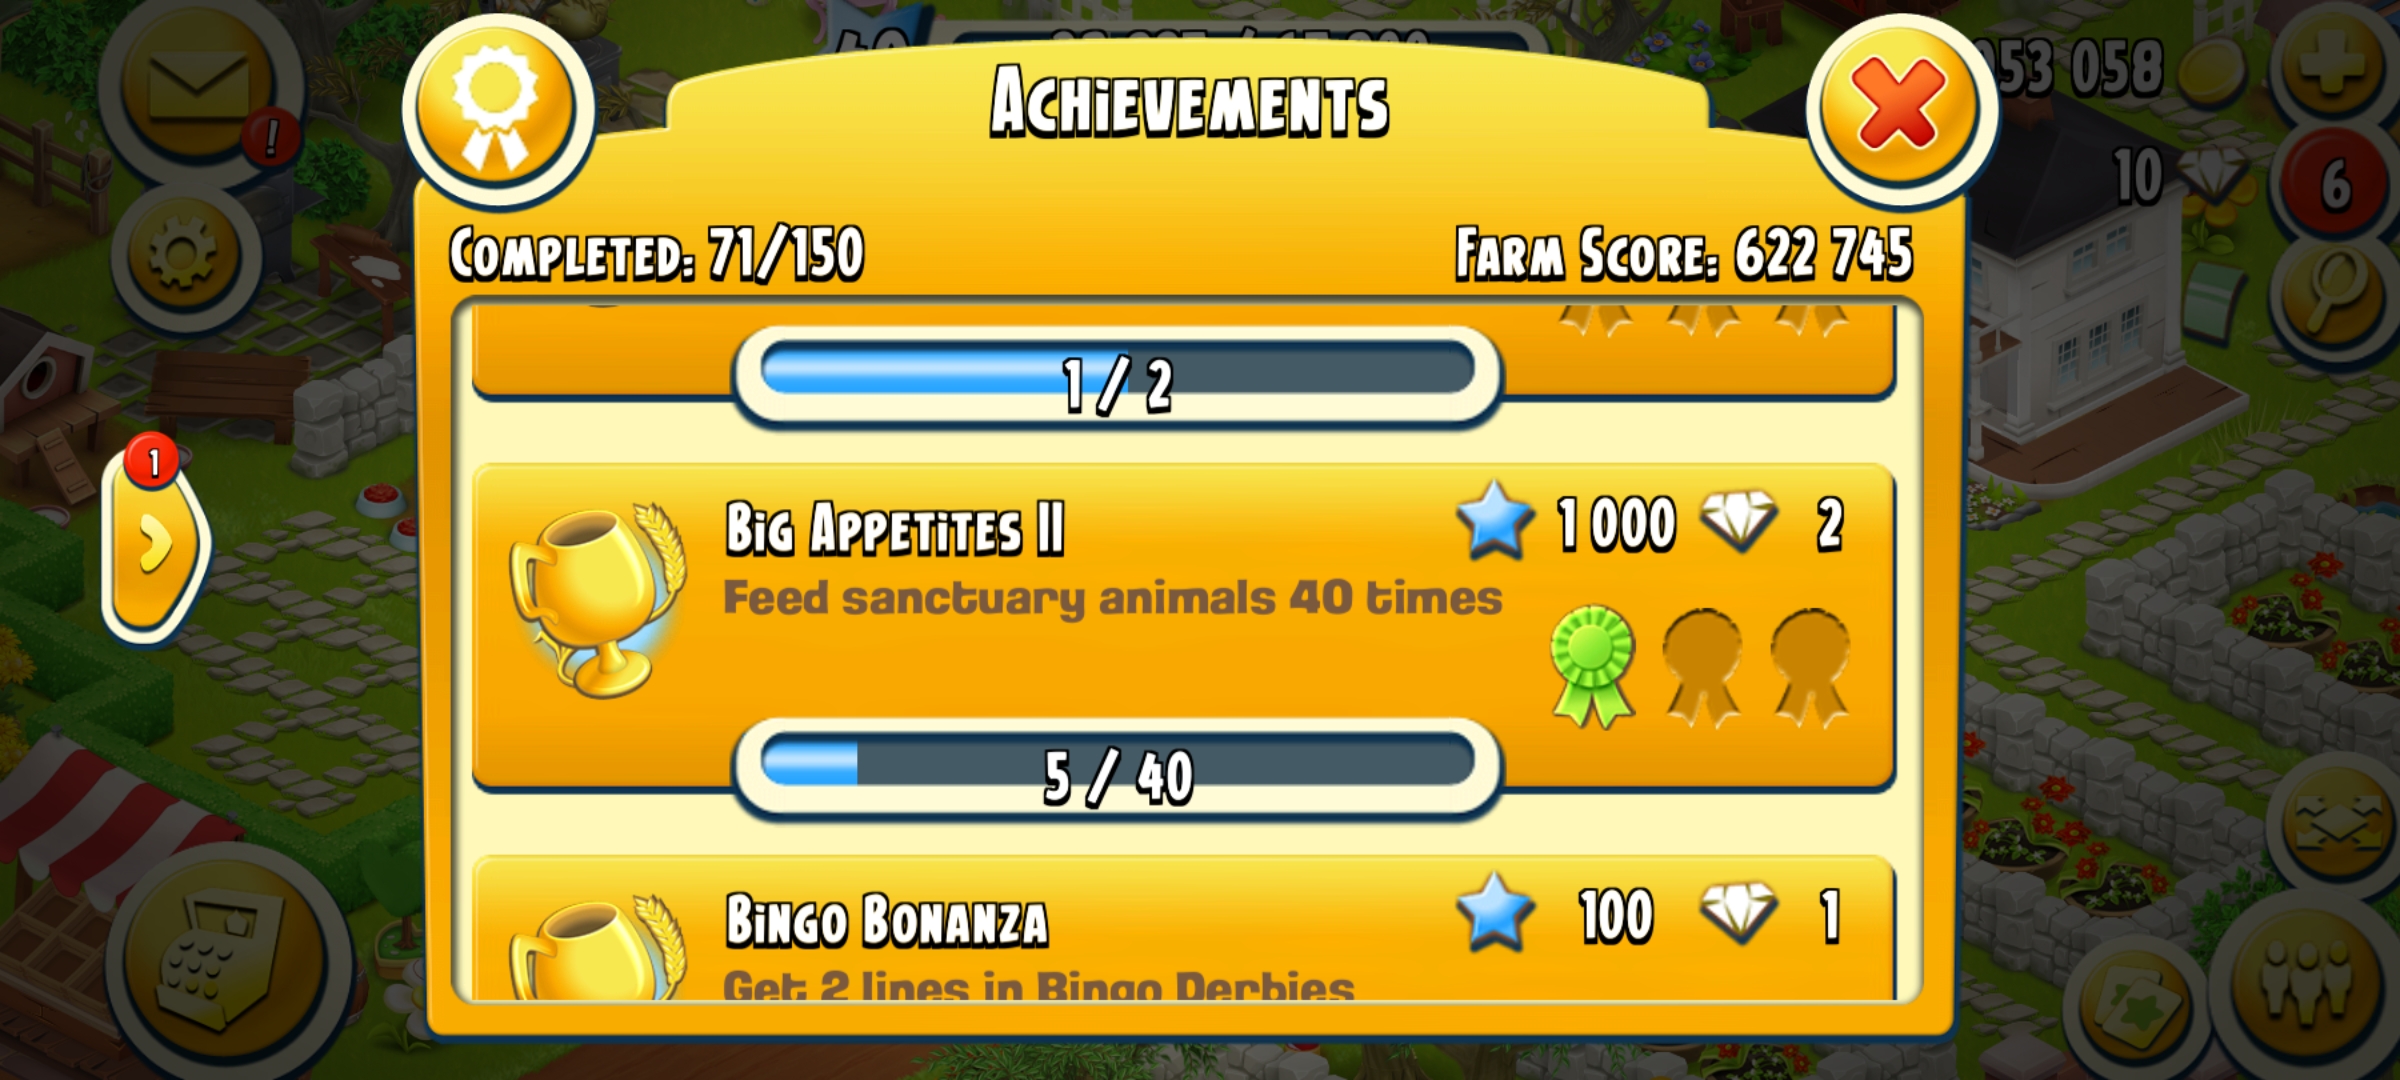 ACHiEVEMENTS
53 058
!
10
6
COMPLETED: 71/150
FARM SCORE: 622 745
1 / 2
1
BiG APPETiTES II
1 000
2
Feed sanctuary animals 40 times
5 / 40
BiNGO BONANZA
100
1
Get 2 lines in Bingo Derbies